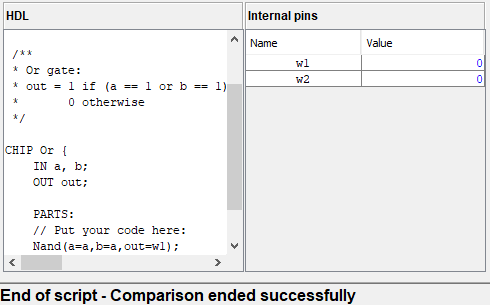 HDL
Internal pins
/**
* Or gate:
* out = 1 if (a == 1 or b == 1)
* 0 otherwise
*/
CHIP Or {
IN a, b;
OUT out;
PARTS:
// Put your code here:
Nand(a=a,b=a,out=w1);
Name Value
w1 0
w2 0
End of script - Comparison ended successfully